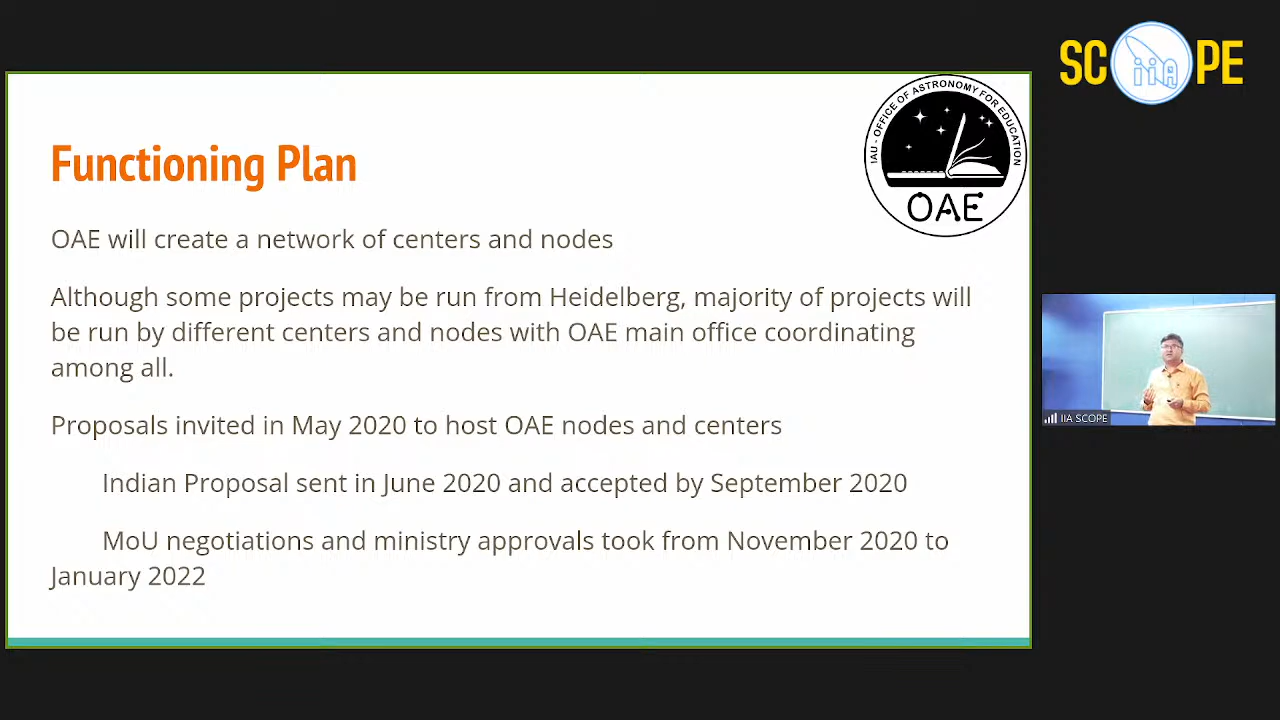 SC iiA PE
IAU - OFFICE OF ASTRONOMY FOR EDUCATION
OAE
Functioning Plan
OAE will create a network of centers and nodes
Although some projects may be run from Heidelberg, majority of projects will
be run by different centers and nodes with OAE main office coordinating
among all.
Proposals invited in May 2020 to host OAE nodes and centers
Indian Proposal sent in June 2020 and accepted by September 2020
MoU negotiations and ministry approvals took from November 2020 to
January 2022
IIA SCOPE